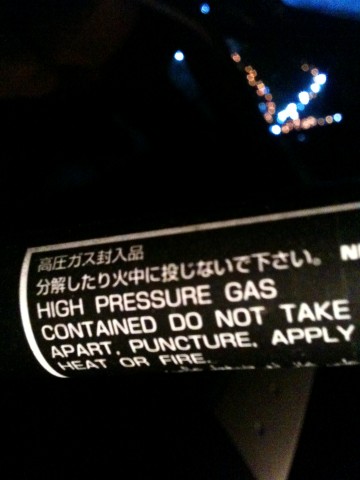 高圧ガス封入品
分解したり火中に投じないで下さい。
HIGH PRESSURE GAS
CONTAINED DO NOT TAKE
APART, PUNCTURE, APPLY
HEAT OR FIRE.